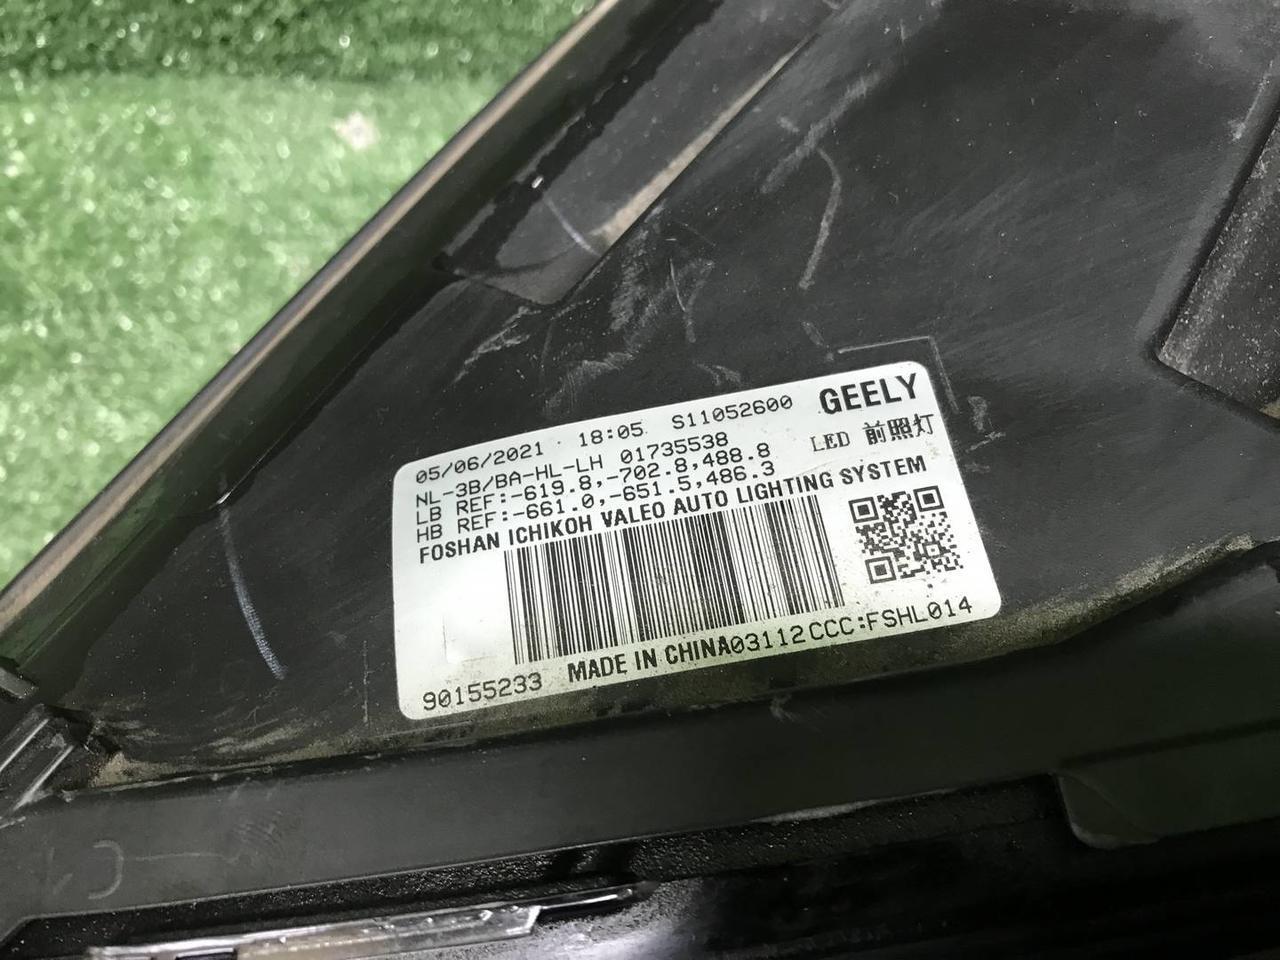 05/06/2021 18:05 S11052600 GEELY
NL-3B/BA-HL-LH 01735538 LED 前照灯
LB REF:-619.8,-702.8,488.8
HB REF:-661.0,-651.5,486.3
FOSHAN ICHIKOH VALEO AUTO LIGHTING SYSTEM
90155233 MADE IN CHINA03112CCC:FSHL014